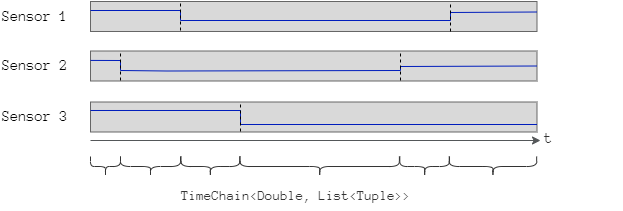 Sensor 1
Sensor 2
Sensor 3
t
TimeChain<Double, List<Tuple>>